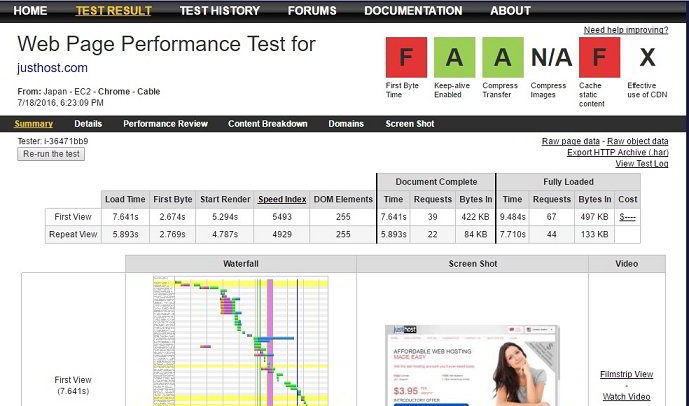 HOME TEST RESULT TEST HISTORY FORUMS DOCUMENTATION ABOUT
Need help improving?
Web Page Performance Test for
justhost.com
From: Japan - EC2 - Chrome - Cable
7/18/2016, 6:23:09 PM
F A A N/A F X
First Byte Time
Keep-alive Enabled
Compress Transfer
Compress Images
Cache static content
Effective use of CDN
Summary Details Performance Review Content Breakdown Domains Screen Shot
Tester: i-36471bb9
Re-run the test
Raw page data - Raw object data
Export HTTP Archive (.har)
View Test Log
Document Complete Fully Loaded
Load Time First Byte Start Render Speed Index DOM Elements Time Requests Bytes In Time Requests Bytes In Cost
First View 7.641s 2.674s 5.294s 5493 255 7.641s 39 422 KB 9.484s 67 497 KB $----
Repeat View 5.893s 2.769s 4.787s 4929 255 5.893s 22 84 KB 7.710s 44 133 KB
Waterfall Screen Shot Video
First View
(7.641s)
justhost
AFFORDABLE WEB HOSTING
MADE EASY
$3.95
INTRODUCTORY OFFER
Filmstrip View
-
Watch Video